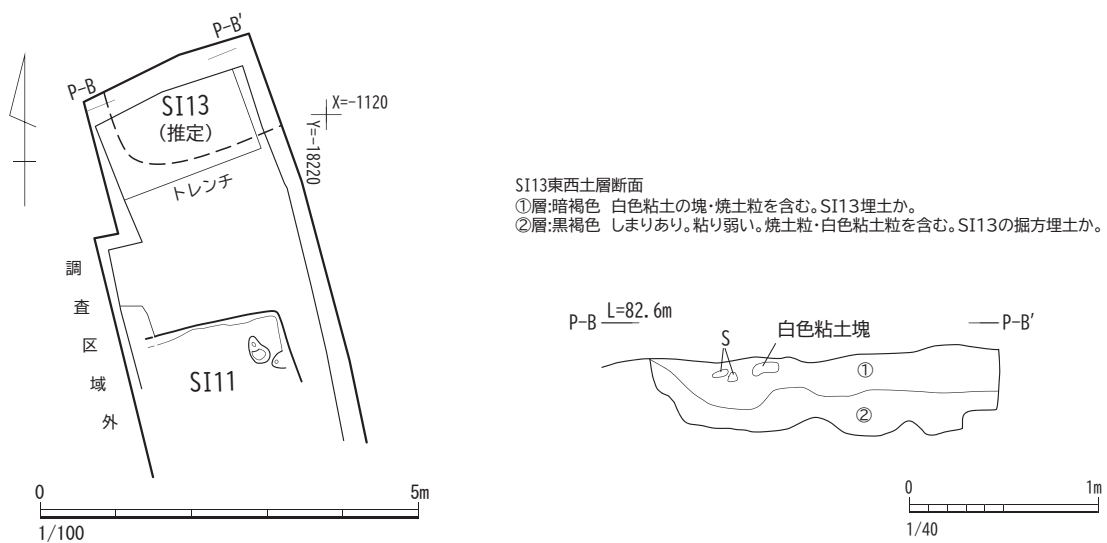 P-B'
P-B
SI13
(推定)
X=-1120
Y=-18220
トレンチ
調査区域外
SI11
0 5m
1/100
SI13東西土層断面
①層:暗褐色 白色粘土の塊・焼土粒を含む。SI13埋土か。
②層:黒褐色 しまりあり。粘り弱い。焼土粒・白色粘土粒を含む。SI13の掘方埋土か。
P-B L=82.6m P-B'
S 白色粘土塊
①
②
0 1m
1/40